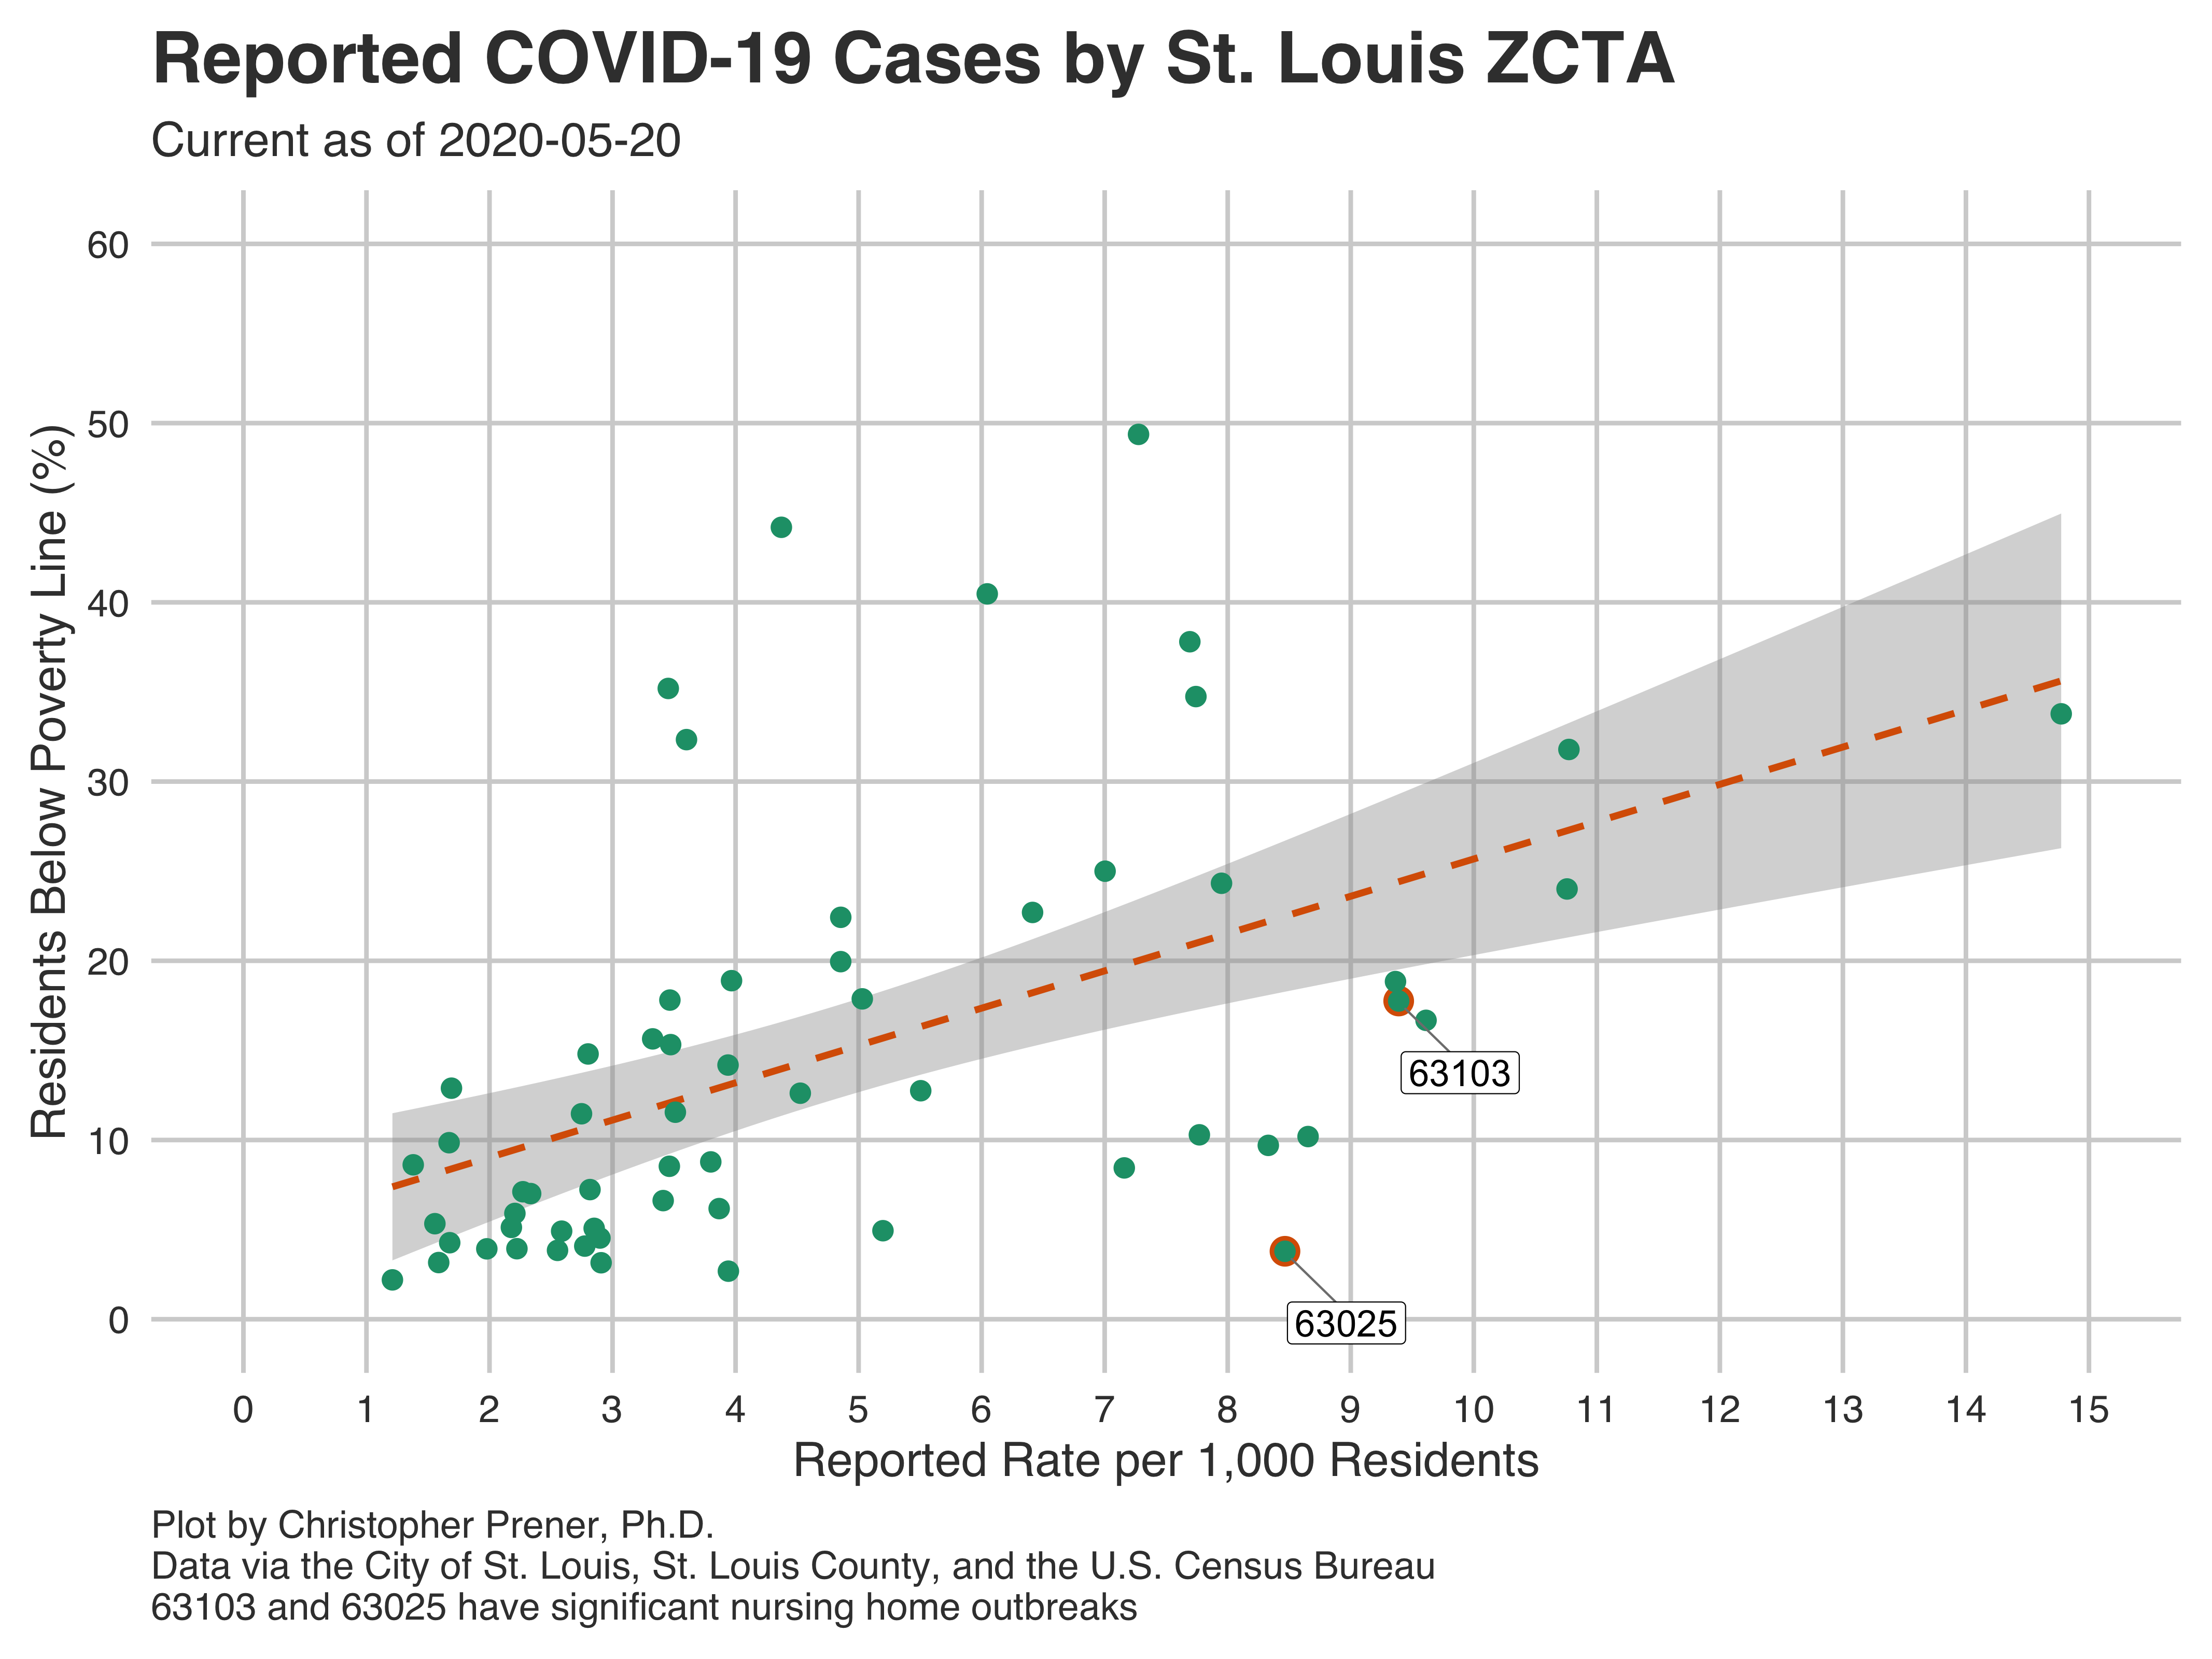 Reported COVID-19 Cases by St. Louis ZCTA
Current as of 2020-05-20
Residents Below Poverty Line (%)
60
50
40
30
20
10
0
63103
63025
0 1 2 3 4 5 6 7 8 9 10 11 12 13 14 15
Reported Rate per 1,000 Residents
Plot by Christopher Prener, Ph.D.
Data via the City of St. Louis, St. Louis County, and the U.S. Census Bureau
63103 and 63025 have significant nursing home outbreaks